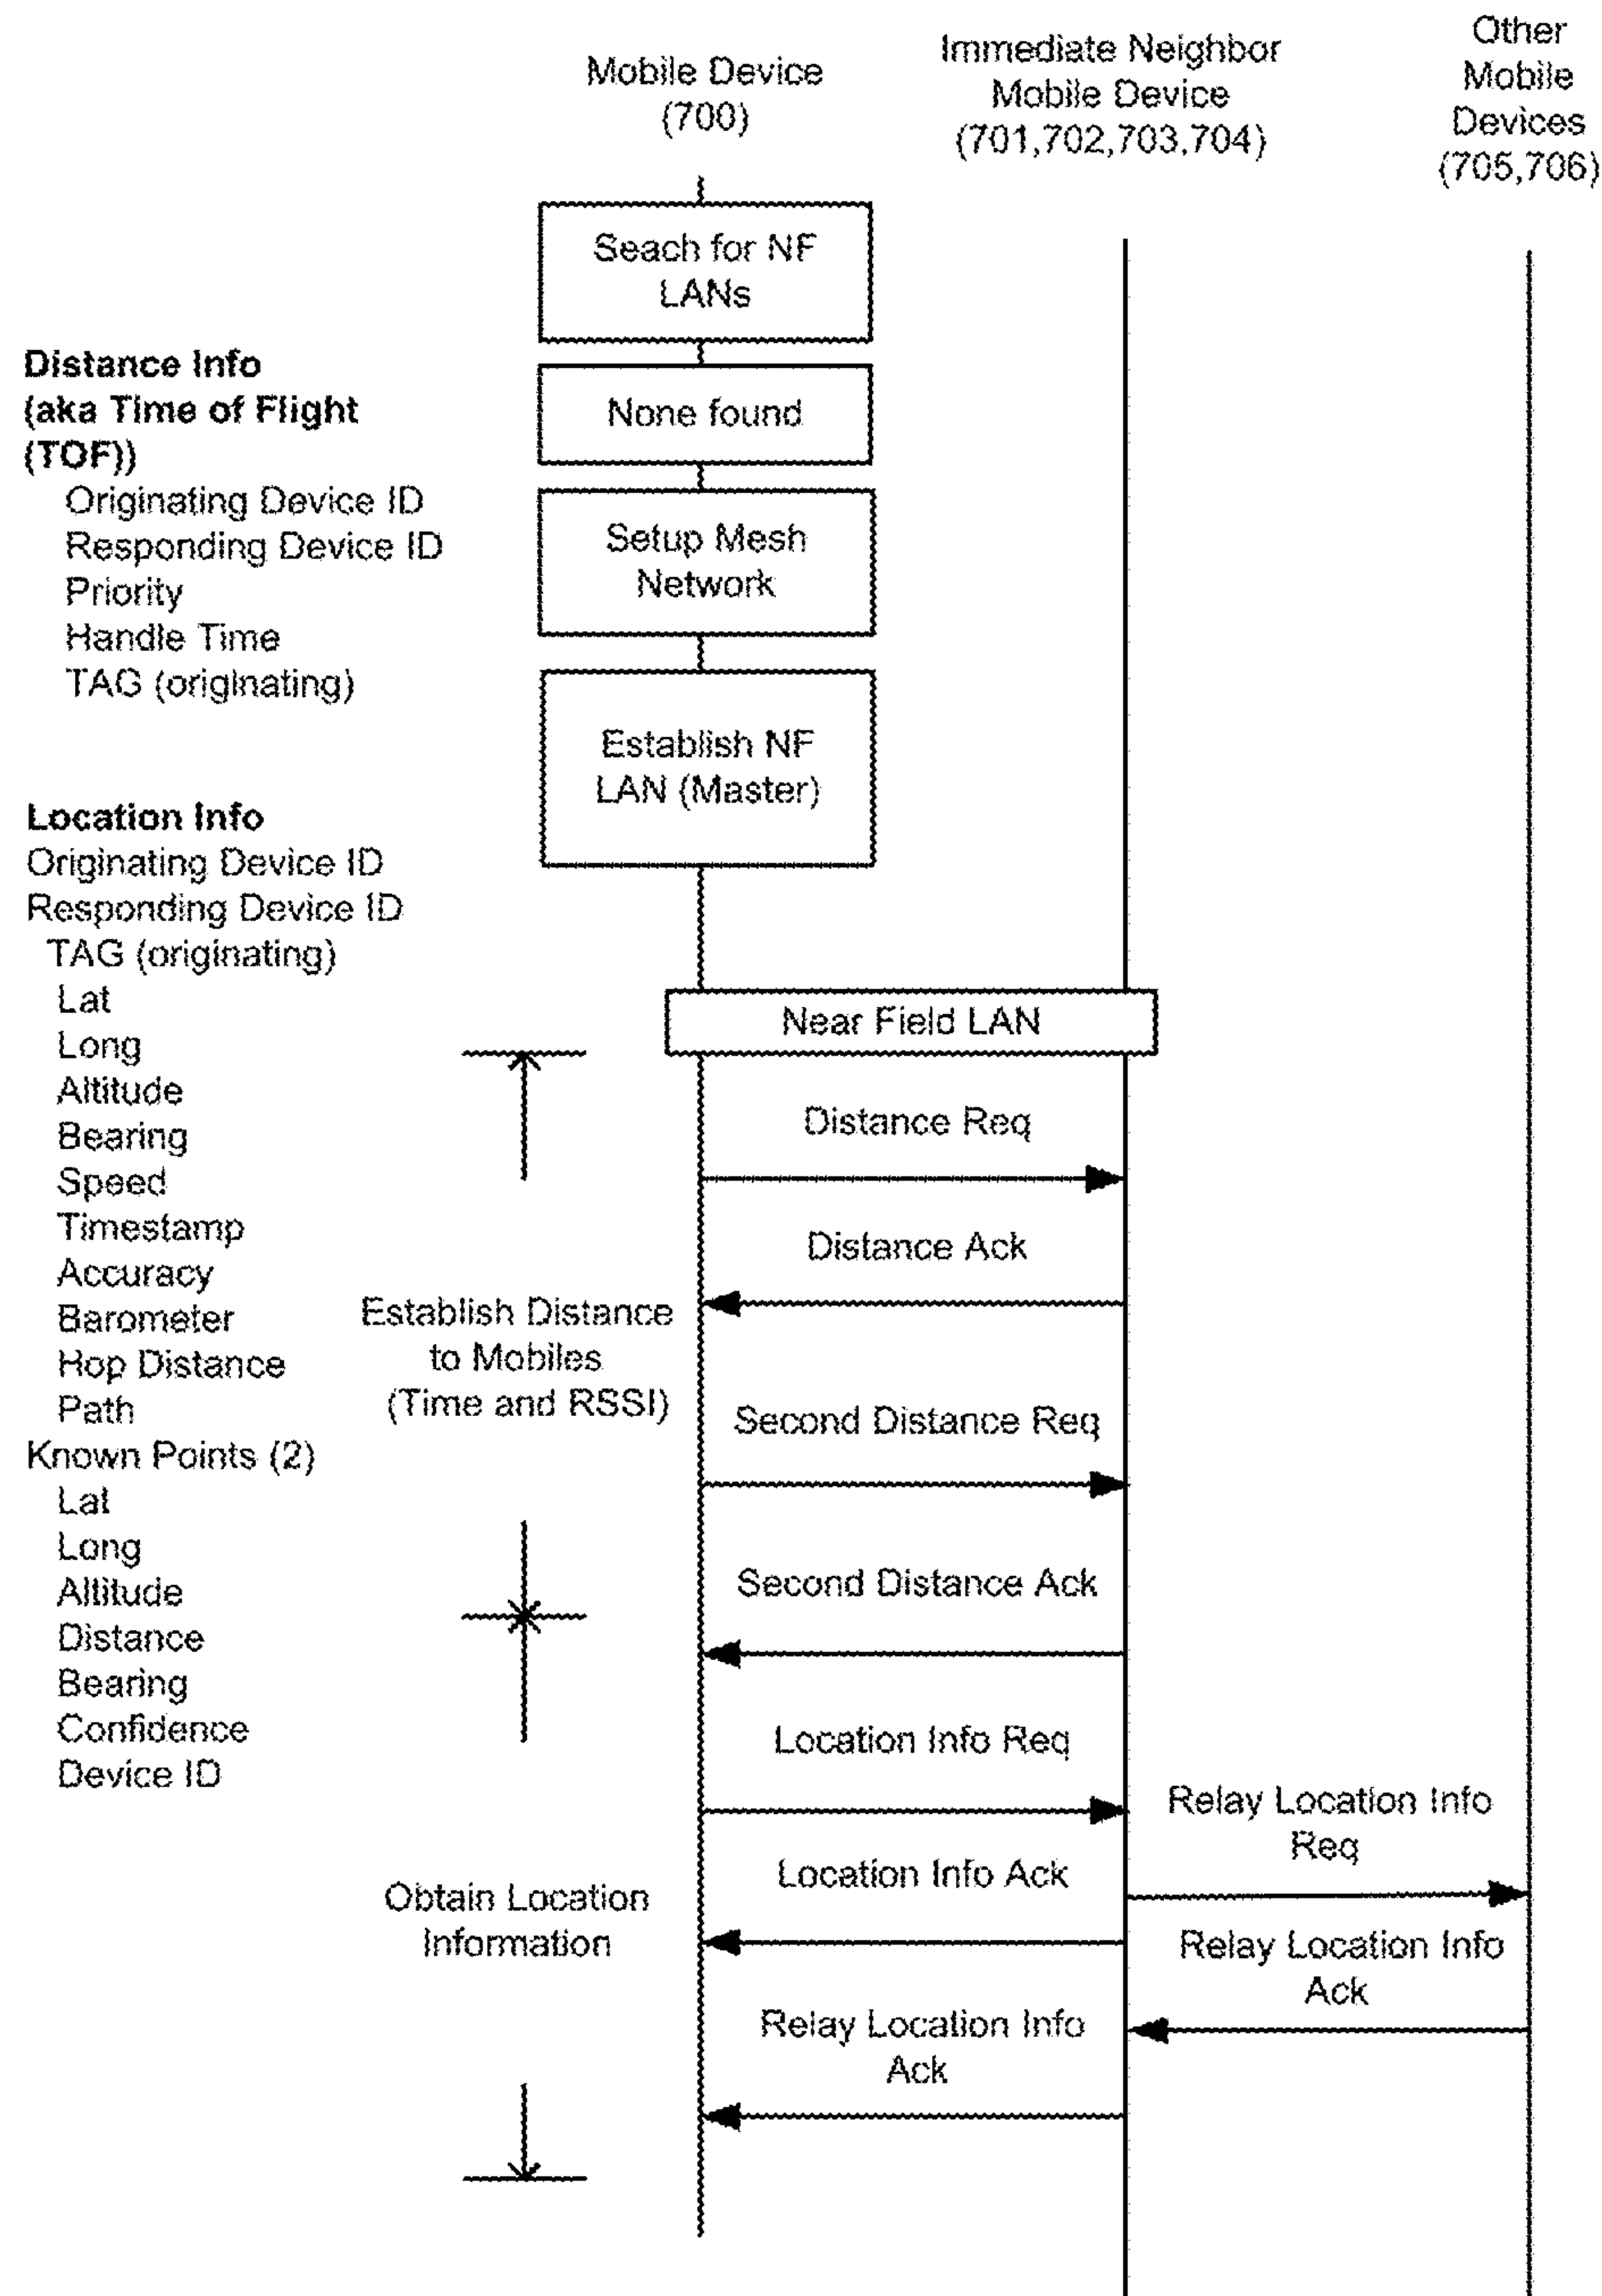 Mobile Device
(700)
Immediate Neighbor
Mobile Device
(701,702,703,704)
Other
Mobile
Devices
(705,706)
Seach for NF
LANs
None found
Setup Mesh
Network
Establish NF
LAN (Master)
Distance Info
(aka Time of Flight
(TOF))
Originating Device ID
Responding Device ID
Priority
Handle Time
TAG (originating)
Location Info
Originating Device ID
Responding Device ID
TAG (originating)
Lat
Long
Altitude
Bearing
Speed
Timestamp
Accuracy
Barometer
Hop Distance
Path
Known Points (2)
Lat
Long
Altitude
Distance
Bearing
Confidence
Device ID
Near Field LAN
Distance Req
Distance Ack
Establish Distance
to Mobiles
(Time and RSSI)
Second Distance Req
Second Distance Ack
Location Info Req
Relay Location Info
Req
Location Info Ack
Obtain Location
Information
Relay Location Info
Ack
Relay Location Info
Ack